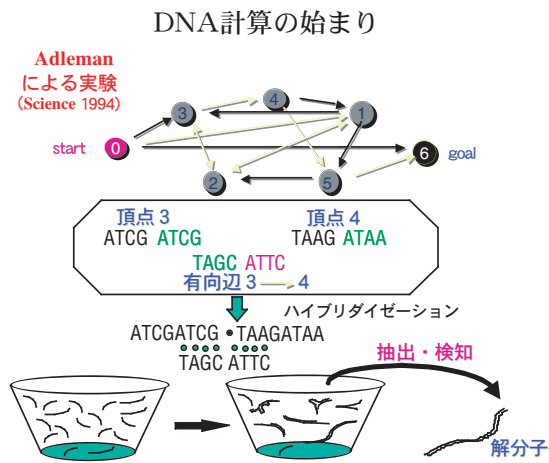 DNA計算の始まり
Adleman
による実験
(Science 1994)
3
4
1
start
0
6
goal
2
5
頂点3
頂点4
ATCG ATCG
TAAG ATAA
TAGC ATTC
有向辺 3
4
ハイブリダイゼーション
ATCGATCG
TAAGATAA
TAGC ATTC
抽出・検知
解分子